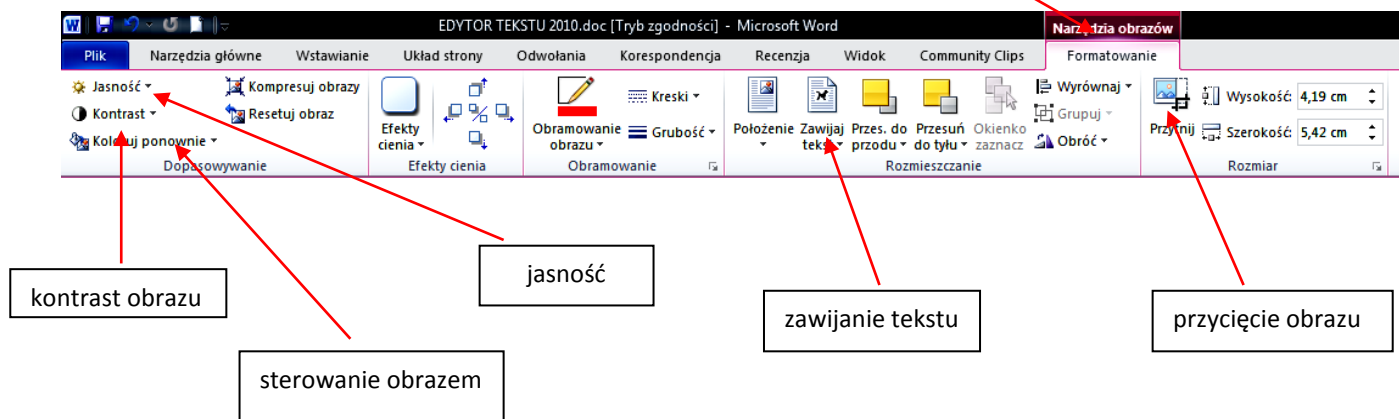 EDYTOR TEKSTU 2010.doc [Tryb zgodności] - Microsoft Word
Narzędzia obrazów
Plik Narzędzia główne Wstawianie Układ strony Odwołania Korespondencja Recenzja Widok Community Clips Formatowanie
Jasność Kompresuj obrazy
Kontrast Resetuj obraz
Koloruj ponownie
Dopasowywanie
Efekty
cienia
Efekty cienia
Obramowanie
obrazu
Kreski
Grubość
Obramowanie
Położenie
Zawijaj
tekst
Przes. do
przodu
Przesuń
do tyłu
Okienko
zaznacz
Wyrównaj
Grupuj
Obróć
Rozmieszczanie
Przytnij
Wysokość: 4,19 cm
Szerokość: 5,42 cm
Rozmiar
jasność
kontrast obrazu
zawijanie tekstu
przycięcie obrazu
sterowanie obrazem